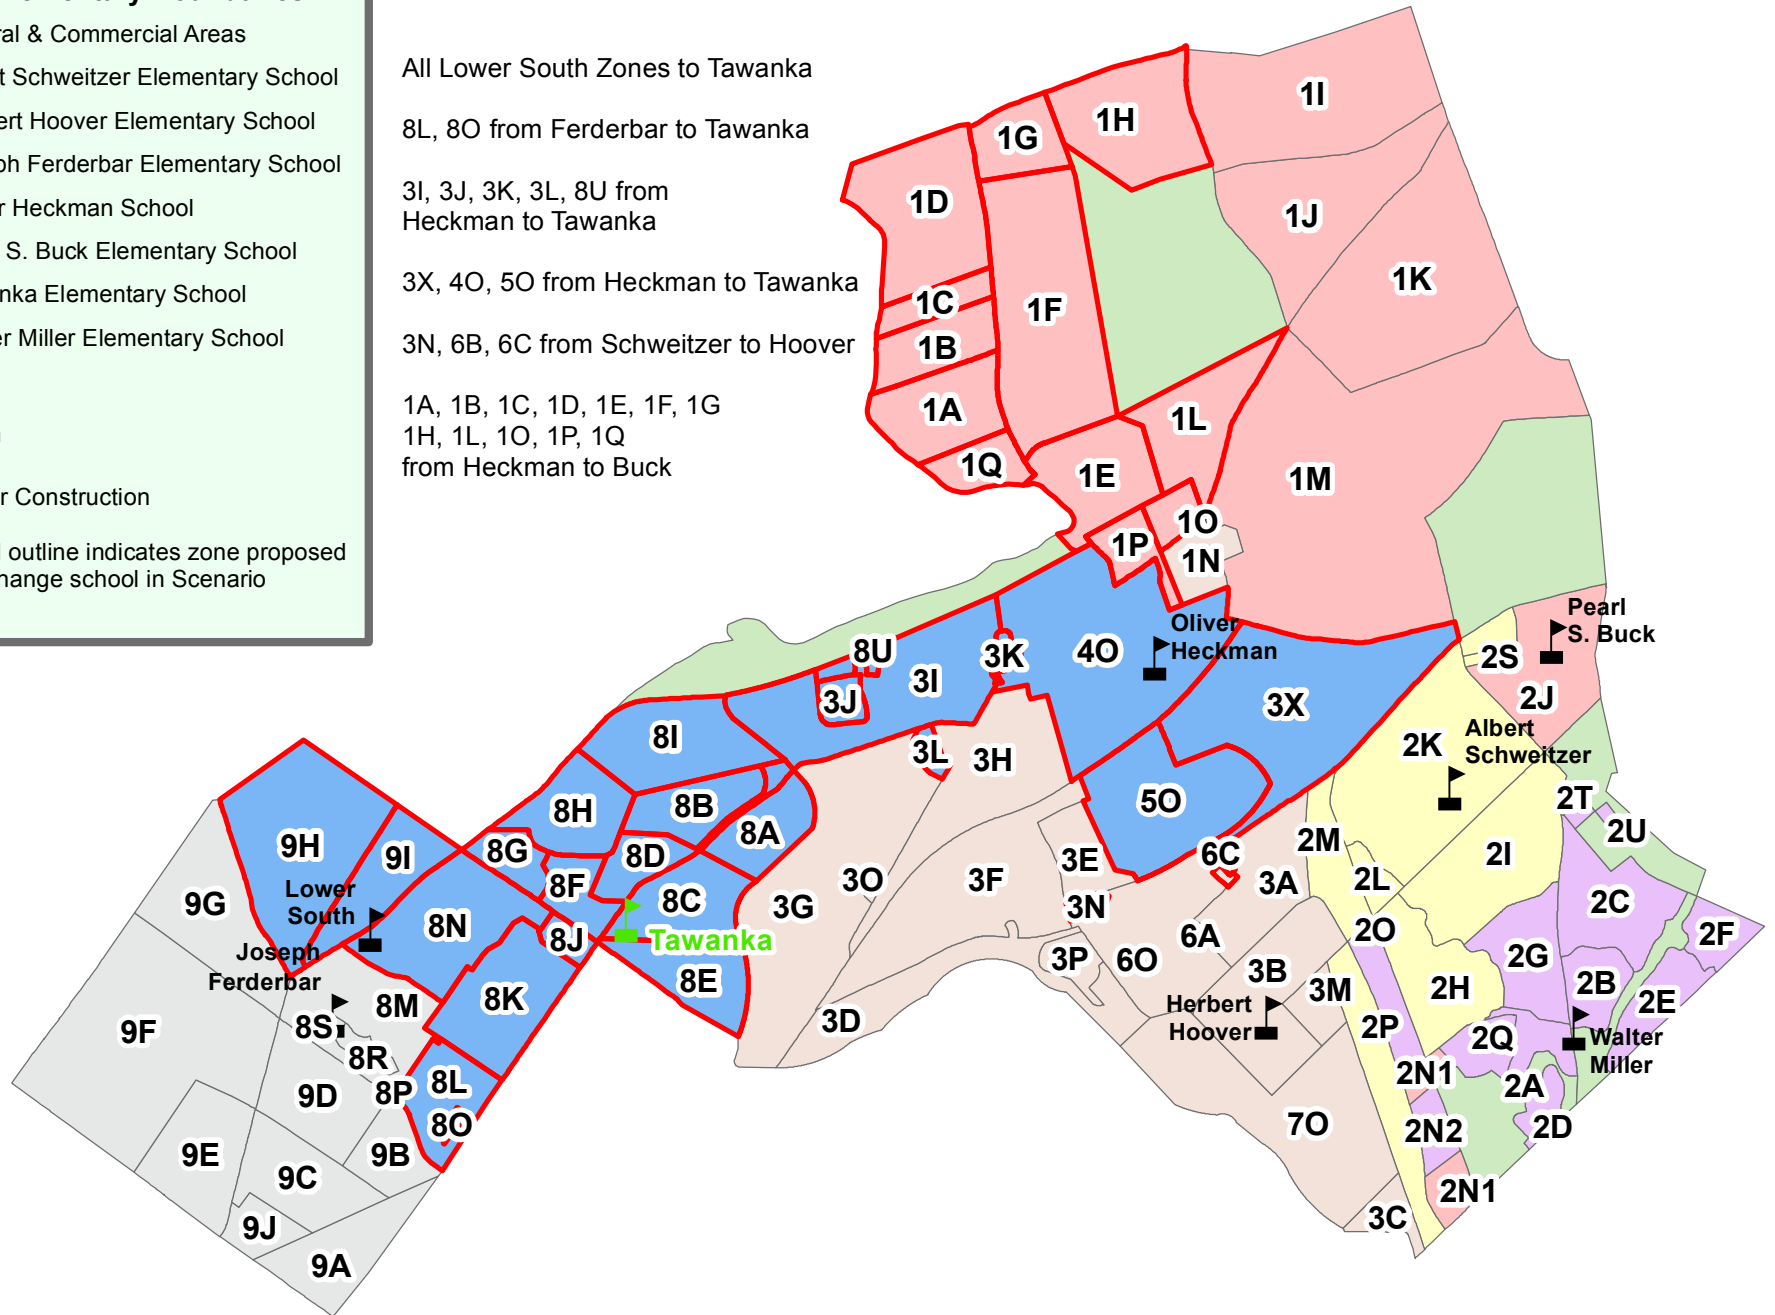 ral & Commercial Areas
t Schweitzer Elementary School
ert Hoover Elementary School
ph Ferderbar Elementary School
r Heckman School
S. Buck Elementary School
nka Elementary School
er Miller Elementary School
r Construction
outline indicates zone proposed
hange school in Scenario
All Lower South Zones to Tawanka
8L, 8O from Ferderbar to Tawanka
3I, 3J, 3K, 3L, 8U from
Heckman to Tawanka
3X, 4O, 5O from Heckman to Tawanka
3N, 6B, 6C from Schweitzer to Hoover
1A, 1B, 1C, 1D, 1E, 1F, 1G
1H, 1L, 1O, 1P, 1Q
from Heckman to Buck
1I
1H
1G
1D
1J
1K
1C
1F
1B
1A
1L
1Q
1E
1M
1O
1P
1N
Pearl
S. Buck
Oliver
Heckman
8U
3K
4O
2S
3I
3J
3X
2J
8I
3L
3H
2K
Albert
Schweitzer
5O
2T
8H
8B
8A
2U
9H
9I
8G
8D
6C
2M
2I
3E
8F
8C
3O
3F
3A
2L
Lower
South
9G
3G
3N
2C
8N
8J
Tawanka
6A
2O
2F
Joseph
Ferderbar
3P
6O
2G
8E
3B
3M
2H
2B
2E
8K
8M
Herbert
Hoover
9F
8S
3D
2P
2Q
Walter
Miller
8R
2N1
8L
8P
9D
2A
8O
7O
2N2
2D
9E
9B
9C
2N1
9J
3C
9A